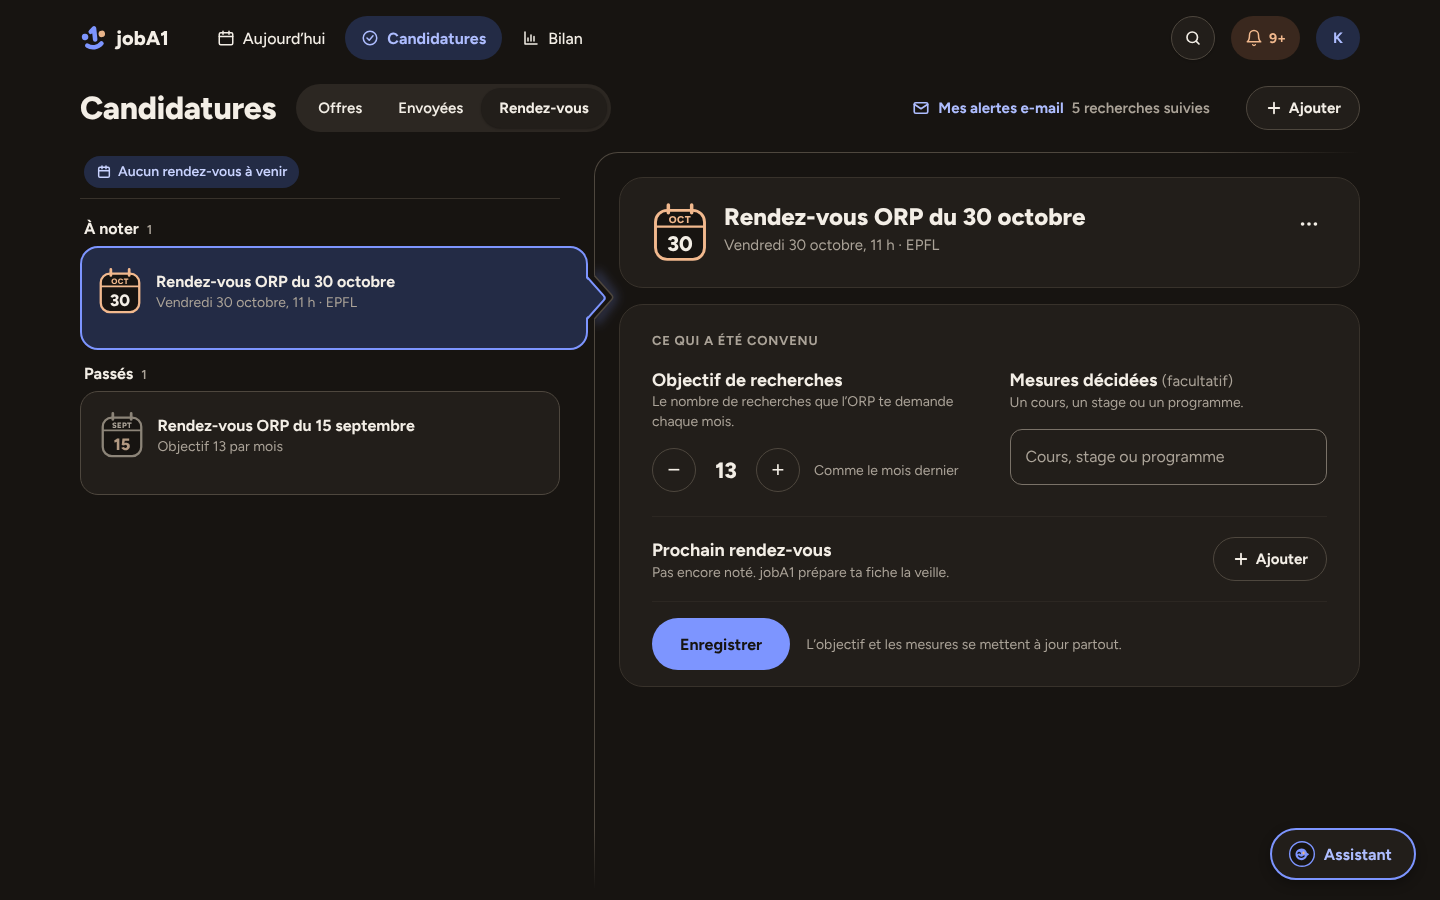 jobA1
Aujourd’hui
Candidatures
Bilan
9+
K
Candidatures
Offres
Envoyées
Rendez-vous
Mes alertes e-mail 5 recherches suivies
Ajouter
Aucun rendez-vous à venir
À noter 1
OCT
30
Rendez-vous ORP du 30 octobre
Vendredi 30 octobre, 11 h · EPFL
Passés 1
SEPT
15
Rendez-vous ORP du 15 septembre
Objectif 13 par mois
OCT
30
Rendez-vous ORP du 30 octobre
Vendredi 30 octobre, 11 h · EPFL
CE QUI A ÉTÉ CONVENU
Objectif de recherches
Le nombre de recherches que l’ORP te demande
chaque mois.
13
Comme le mois dernier
Mesures décidées (facultatif)
Un cours, un stage ou un programme.
Cours, stage ou programme
Prochain rendez-vous
Pas encore noté. jobA1 prépare ta fiche la veille.
Ajouter
Enregistrer
L’objectif et les mesures se mettent à jour partout.
Assistant